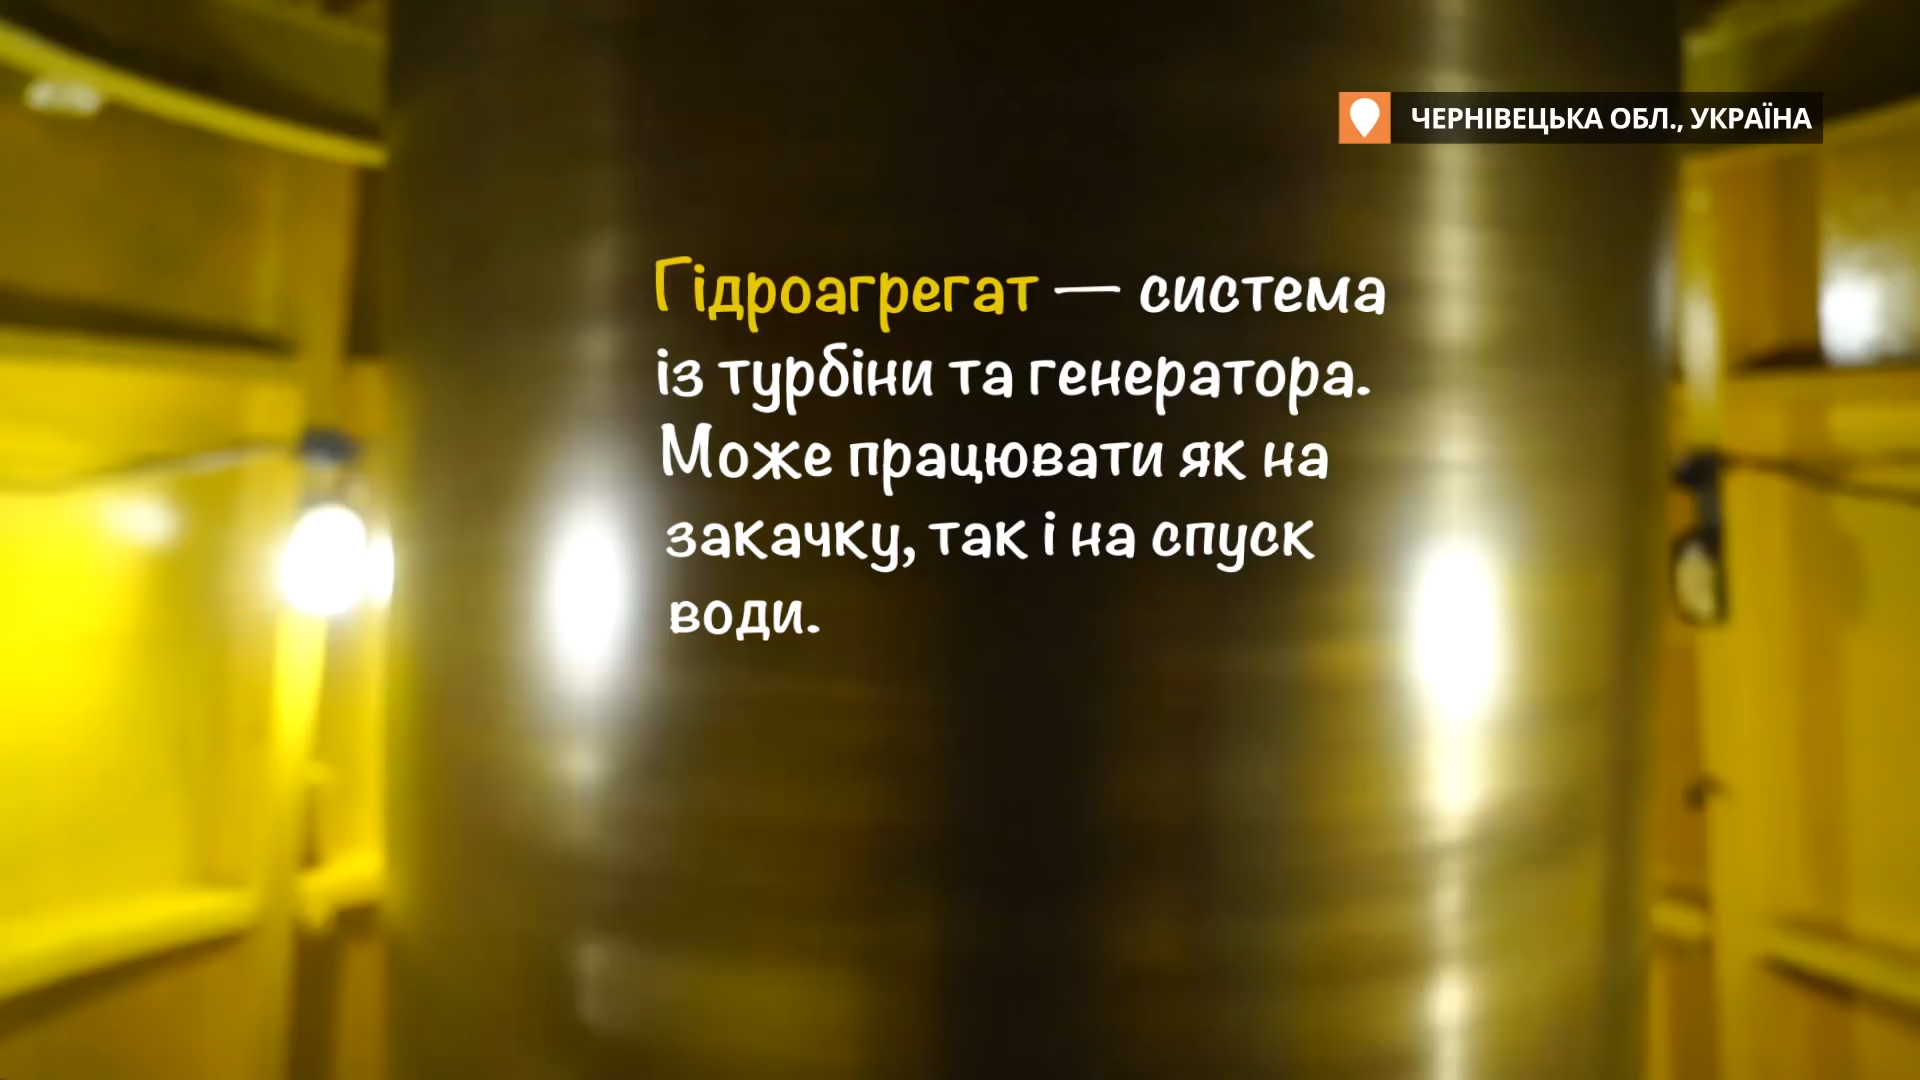 ЧЕРНІВЕЦЬКА ОБЛ., УКРАЇНА
Гідроагрегат — система
із турбіни та генератора.
Може працювати як на
закачку, так і на спуск
води.